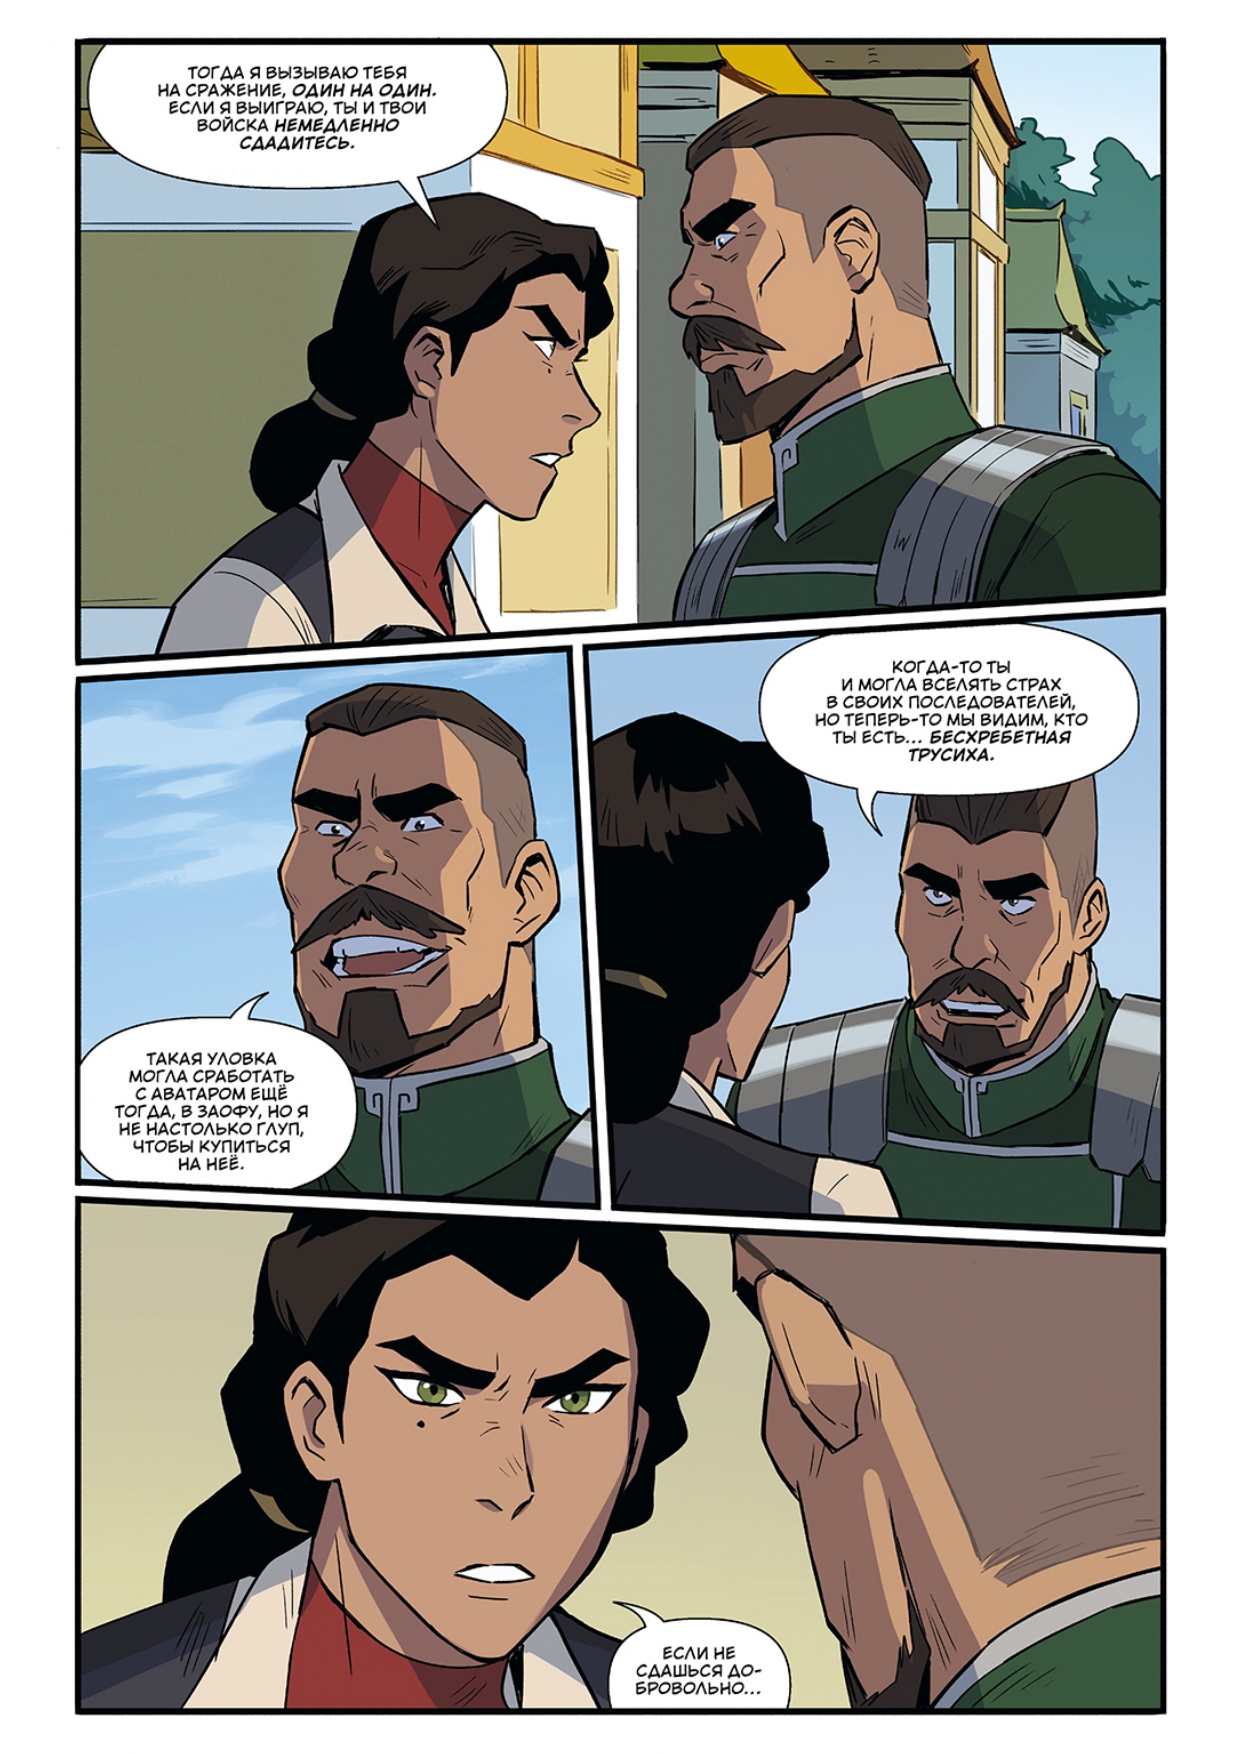 ТОГДА Я ВЫЗЫВАЮ ТЕБЯ
НА СРАЖЕНИЕ, ОДИН НА ОДИН.
ЕСЛИ Я ВЫИГРАЮ, ТЫ И ТВОИ
ВОЙСКА НЕМЕДЛЕННО
СДАДИТЕСЬ.
ТАКАЯ УЛОВКА
МОГЛА СРАБОТАТЬ
С АВАТАРОМ ЕЩЁ
ТОГДА, В ЗАОФУ, НО Я
НЕ НАСТОЛЬКО ГЛУП,
ЧТОБЫ КУПИТЬСЯ
НА НЕЁ.
КОГДА-ТО ТЫ
И МОГЛА ВСЕЛЯТЬ СТРАХ
В СВОИХ ПОСЛЕДОВАТЕЛЕЙ,
НО ТЕПЕРЬ-ТО МЫ ВИДИМ, КТО
ТЫ ЕСТЬ... БЕСХРЕБЕТНАЯ
ТРУСИХА.
ЕСЛИ НЕ
СДАШЬСЯ ДО-
БРОВОЛЬНО...